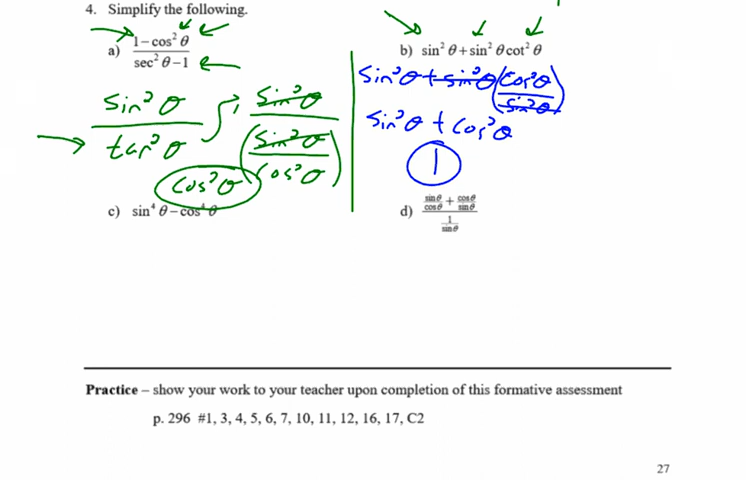 4. Simplify the following.
a) (1 − cos² θ)/(sec² θ − 1)
b) sin² θ + sin² θ cot² θ
sin²θ / tan²θ , sin²θ / (sin²θ / cos²θ)
cos²θ
sin²θ + sin²θ (cos²θ / sin²θ)
sin²θ + cos²θ
1
c) sin⁴ θ − cos⁴ θ
d) (sinθ/cosθ + cosθ/sinθ) / (1/sinθ)
Practice – show your work to your teacher upon completion of this formative assessment
p. 296 #1, 3, 4, 5, 6, 7, 10, 11, 12, 16, 17, C2
27